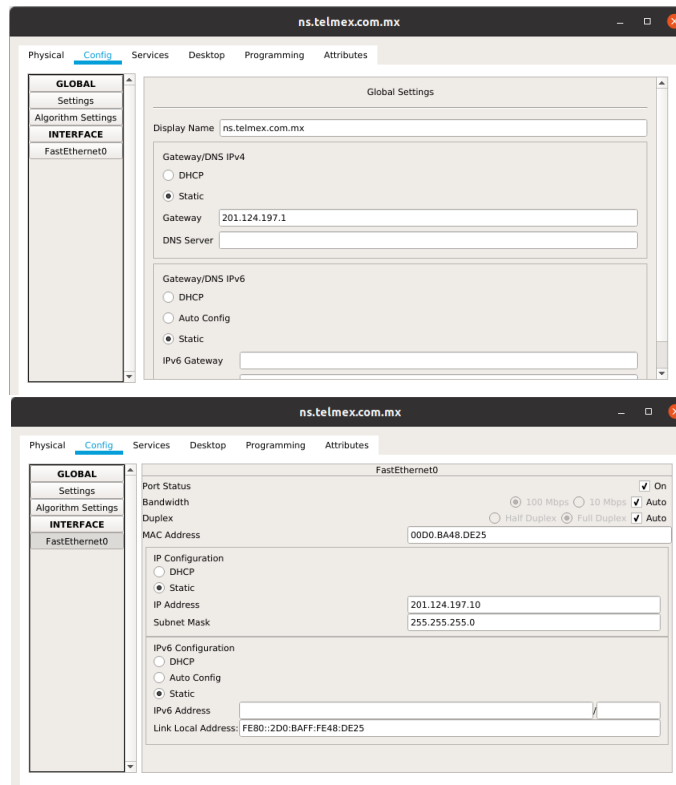 ns.telmex.com.mx
Physical Config Services Desktop Programming Attributes
GLOBAL
Settings
Algorithm Settings
INTERFACE
FastEthernet0
Global Settings
Display Name ns.telmex.com.mx
Gateway/DNS IPv4
DHCP
Static
Gateway 201.124.197.1
DNS Server
Gateway/DNS IPv6
DHCP
Auto Config
Static
IPv6 Gateway
ns.telmex.com.mx
Physical Config Services Desktop Programming Attributes
GLOBAL
Settings
Algorithm Settings
INTERFACE
FastEthernet0
FastEthernet0
Port Status On
Bandwidth 100 Mbps 10 Mbps Auto
Duplex Half Duplex Full Duplex Auto
MAC Address 00D0.BA48.DE25
IP Configuration
DHCP
Static
IP Address 201.124.197.10
Subnet Mask 255.255.255.0
IPv6 Configuration
DHCP
Auto Config
Static
IPv6 Address /
Link Local Address: FE80::2D0:BAFF:FE48:DE25